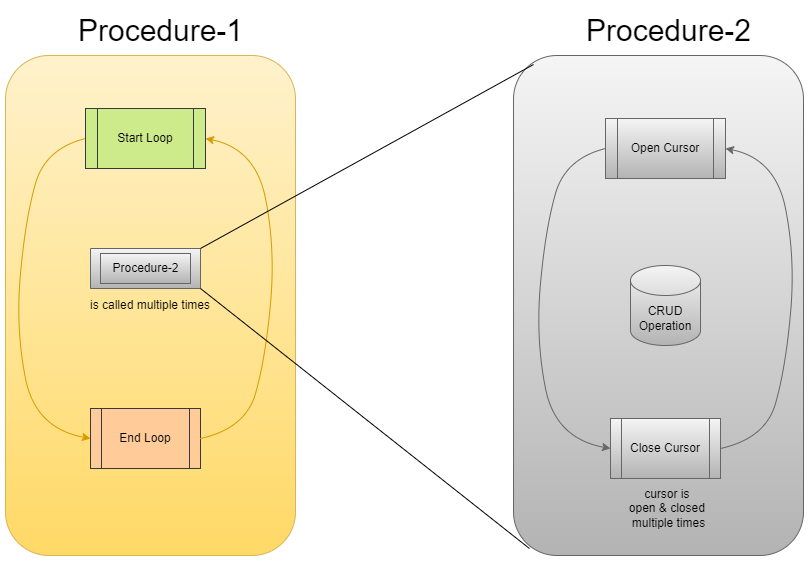 Procedure-1
Start Loop
Procedure-2
is called multiple times
End Loop
Procedure-2
Open Cursor
CRUD
Operation
Close Cursor
cursor is
open & closed
multiple times